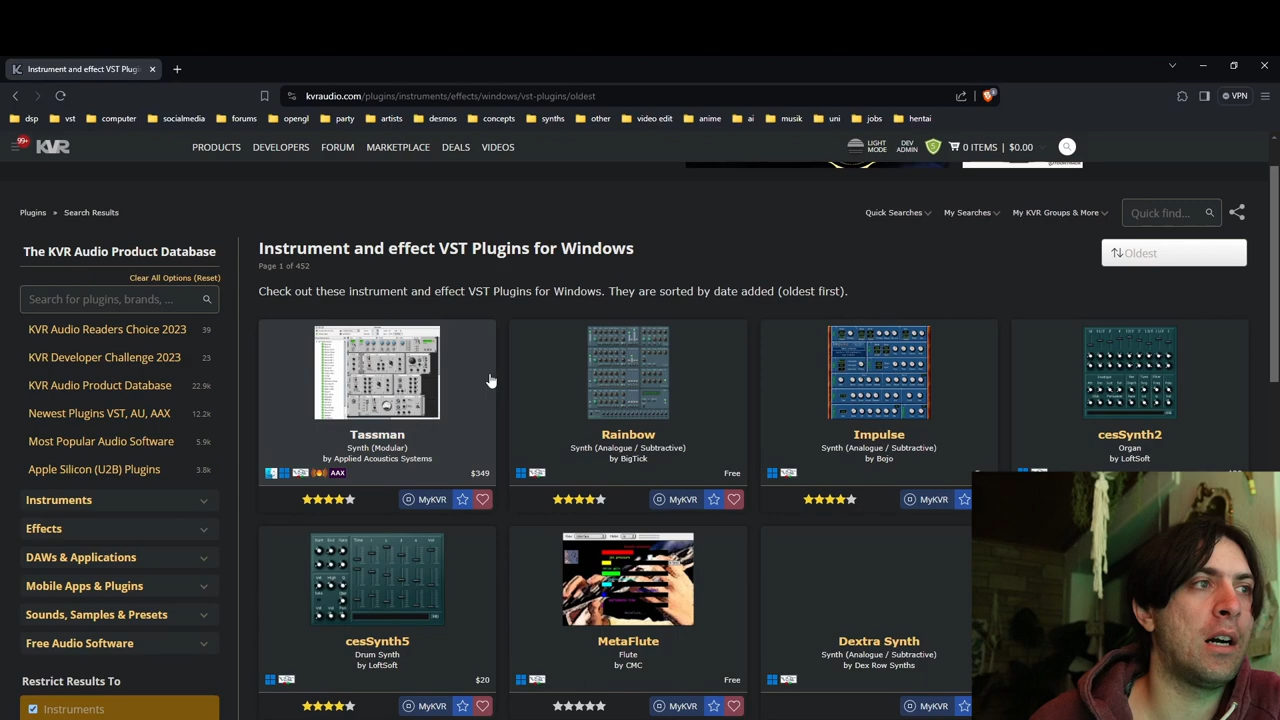 Instrument and effect VST Plugi
kvraudio.com/plugins/instruments/effects/windows/vst-plugins/oldest
VPN
dsp vst computer socialmedia forums opengl party artists desmos concepts synths other video edit anime ai musik uni jobs hentai
99+ KVR PRODUCTS DEVELOPERS FORUM MARKETPLACE DEALS VIDEOS LIGHT MODE DEV ADMIN 5 0 ITEMS | $0.00
Plugins » Search Results
Quick Searches My Searches My KVR Groups & More Quick find...
The KVR Audio Product Database
Clear All Options (Reset)
Search for plugins, brands, ...
KVR Audio Readers Choice 2023 39
KVR Developer Challenge 2023 23
KVR Audio Product Database 22.9k
Newest Plugins VST, AU, AAX 12.2k
Most Popular Audio Software 5.9k
Apple Silicon (U2B) Plugins 3.8k
Instruments
Effects
DAWs & Applications
Mobile Apps & Plugins
Sounds, Samples & Presets
Free Audio Software
Restrict Results To
Instruments
Instrument and effect VST Plugins for Windows
Page 1 of 452
Oldest
Check out these instrument and effect VST Plugins for Windows. They are sorted by date added (oldest first).
Tassman
Synth (Modular)
by Applied Acoustics Systems
AAX $349
MyKVR
Rainbow
Synth (Analogue / Subtractive)
by BigTick
Free
MyKVR
Impulse
Synth (Analogue / Subtractive)
by Bojo
MyKVR
cesSynth2
Organ
by LoftSoft
cesSynth5
Drum Synth
by LoftSoft
$20
MyKVR
MetaFlute
Flute
by CMC
Free
MyKVR
Dextra Synth
Synth (Analogue / Subtractive)
by Dex Row Synths
MyKVR